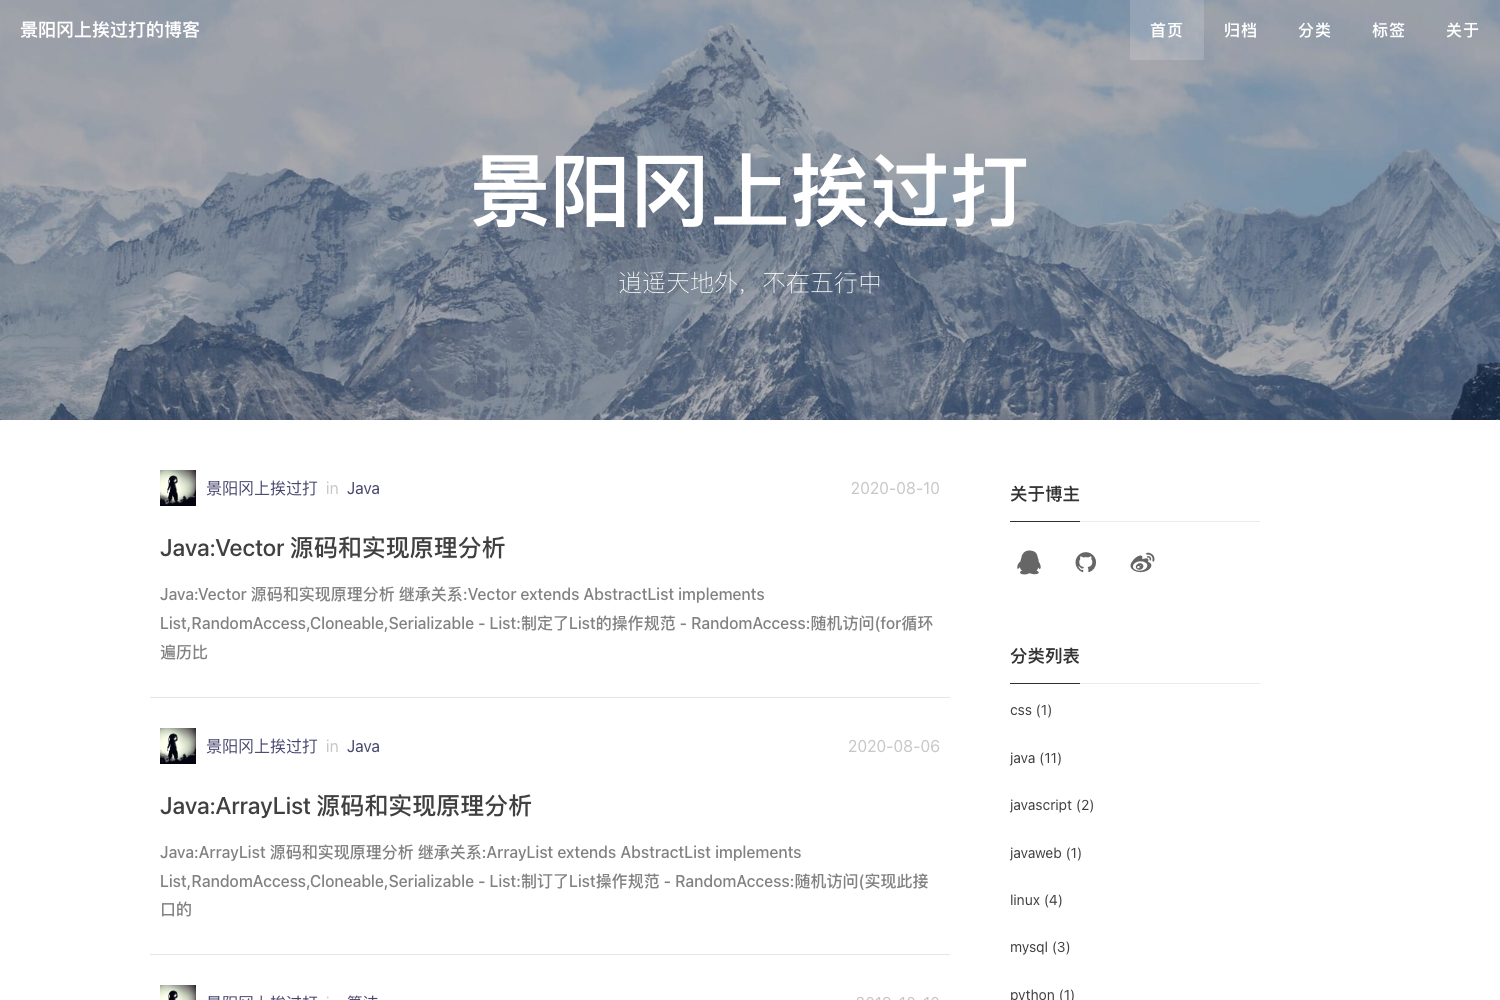 景阳冈上挨过打的博客
首页
归档
分类
标签
关于
景阳冈上挨过打
逍遥天地外，不在五行中
景阳冈上挨过打 in Java
2020-08-10
Java:Vector 源码和实现原理分析
Java:Vector 源码和实现原理分析 继承关系:Vector extends AbstractList implements
List,RandomAccess,Cloneable,Serializable - List:制定了List的操作规范 - RandomAccess:随机访问(for循环
遍历比
景阳冈上挨过打 in Java
2020-08-06
Java:ArrayList 源码和实现原理分析
Java:ArrayList 源码和实现原理分析 继承关系:ArrayList extends AbstractList implements
List,RandomAccess,Cloneable,Serializable - List:制订了List操作规范 - RandomAccess:随机访问(实现此接
口的
景阳冈上挨过打 in 算法
关于博主
分类列表
css (1)
java (11)
javascript (2)
javaweb (1)
linux (4)
mysql (3)
python (1)